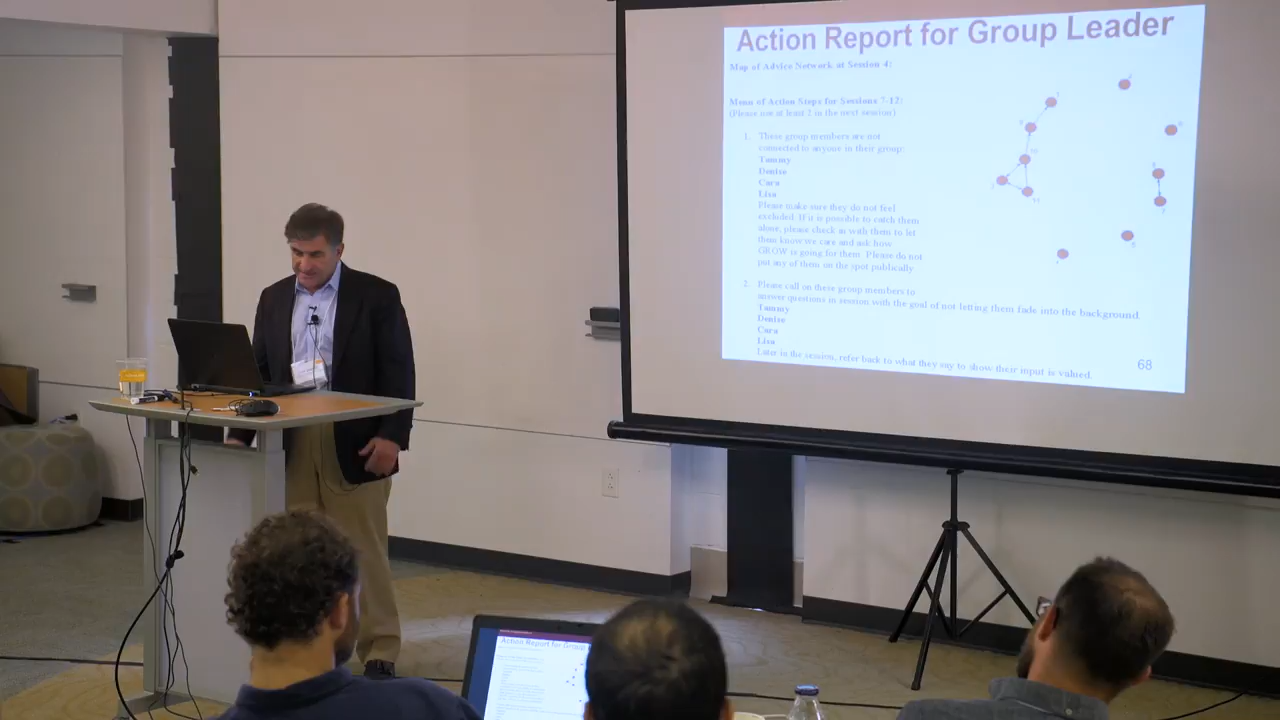 Action Report for Group Leader
Map of Advice Network at Session 4:
Menu of Action Steps for Sessions 7-12:
(Please use at least 2 in the next session)
1. These group members are not
connected to anyone in their group:
Tammy
Denise
Cara
Lisa
Please make sure they do not feel
excluded. If it is possible to catch them
alone, please check in with them to let
them know we care and ask how
GROW is going for them. Please do not
put any of them on the spot publically
2. Please call on these group members to
answer questions in session with the goal of not letting them fade into the background.
Tammy
Denise
Cara
Lisa
Later in the session, refer back to what they say to show their input is valued.
68
Action Report for Group